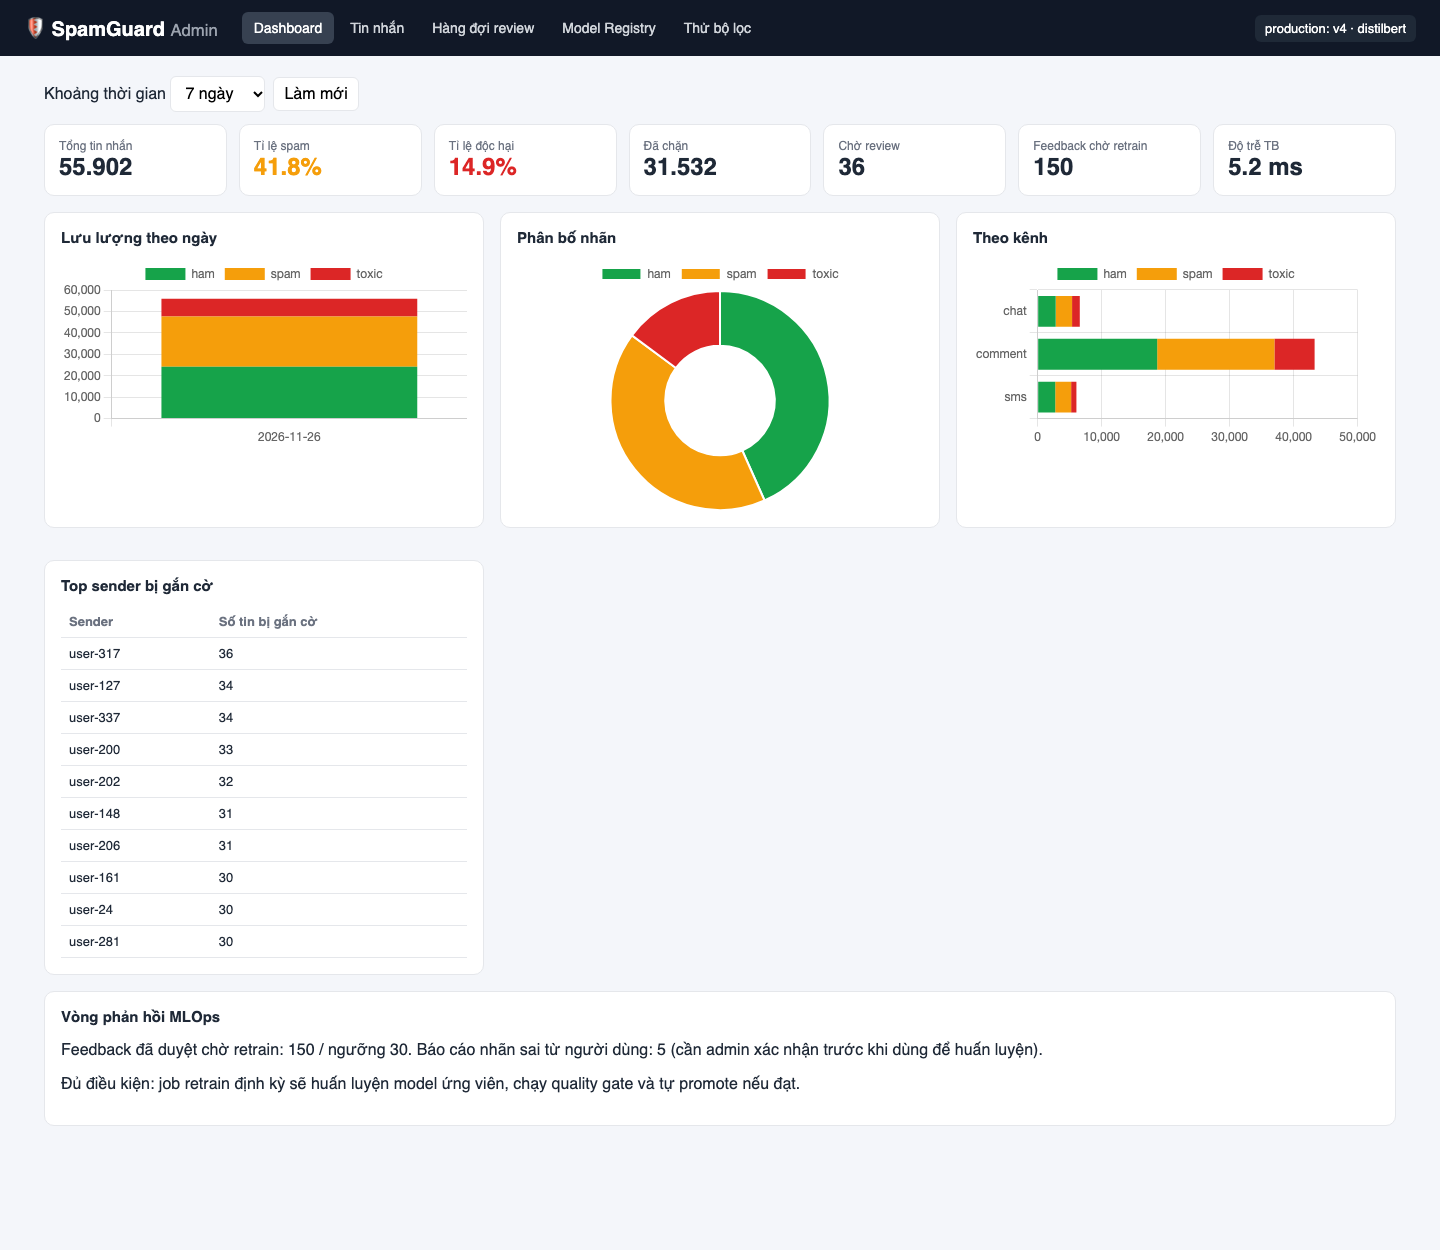 SpamGuard Admin
Dashboard
Tin nhắn
Hàng đợi review
Model Registry
Thử bộ lọc
production: v4 · distilbert
Khoảng thời gian
7 ngày
Làm mới
Tổng tin nhắn
55.902
Tỉ lệ spam
41.8%
Tỉ lệ độc hại
14.9%
Đã chặn
31.532
Chờ review
36
Feedback chờ retrain
150
Độ trễ TB
5.2 ms
Lưu lượng theo ngày
ham spam toxic
60,000
50,000
40,000
30,000
20,000
10,000
0
2026-11-26
Phân bố nhãn
ham spam toxic
Theo kênh
ham spam toxic
chat
comment
sms
0 10,000 20,000 30,000 40,000 50,000
Top sender bị gắn cờ
Sender Số tin bị gắn cờ
user-317 36
user-127 34
user-337 34
user-200 33
user-202 32
user-148 31
user-206 31
user-161 30
user-24 30
user-281 30
Vòng phản hồi MLOps
Feedback đã duyệt chờ retrain: 150 / ngưỡng 30. Báo cáo nhãn sai từ người dùng: 5 (cần admin xác nhận trước khi dùng để huấn luyện).
Đủ điều kiện: job retrain định kỳ sẽ huấn luyện model ứng viên, chạy quality gate và tự promote nếu đạt.